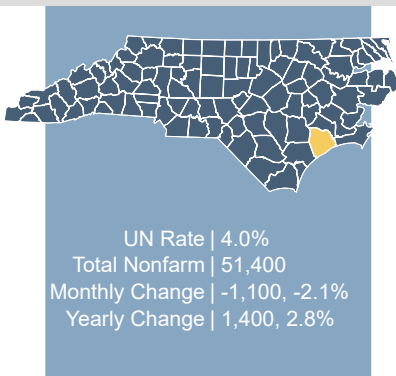 UN Rate | 4.0%
Total Nonfarm | 51,400
Monthly Change | -1,100, -2.1%
Yearly Change | 1,400, 2.8%